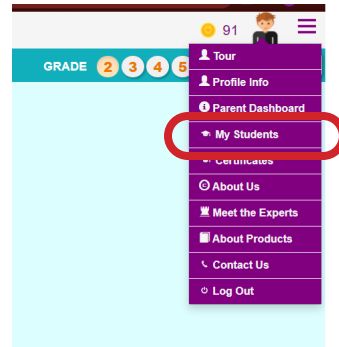 91
GRADE 2 3 4 5
Tour
Profile Info
Parent Dashboard
My Students
Certificates
About Us
Meet the Experts
About Products
Contact Us
Log Out